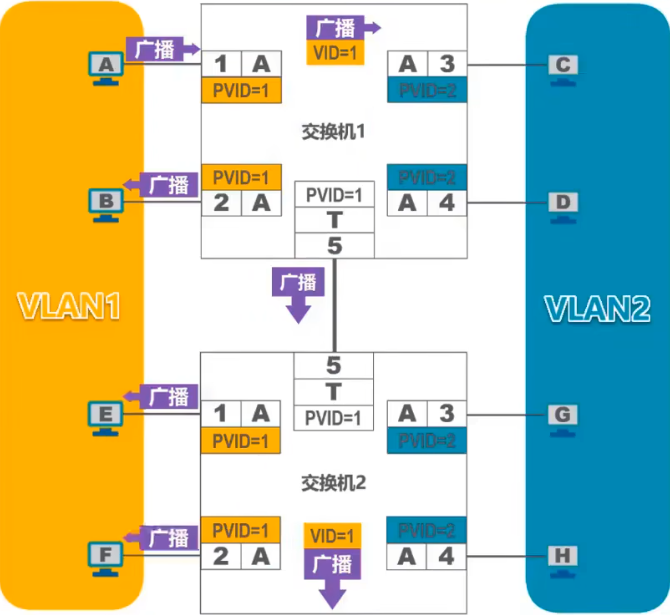 广播
广播
VID=1
A
1 A
PVID=1
A 3
PVID=2
C
交换机1
广播
B
PVID=1
2 A
PVID=1
T
5
PVID=2
A 4
D
广播
VLAN1
VLAN2
5
T
PVID=1
广播
E
1 A
PVID=1
A 3
PVID=2
G
交换机2
广播
F
PVID=1
2 A
VID=1
广播
PVID=2
A 4
H